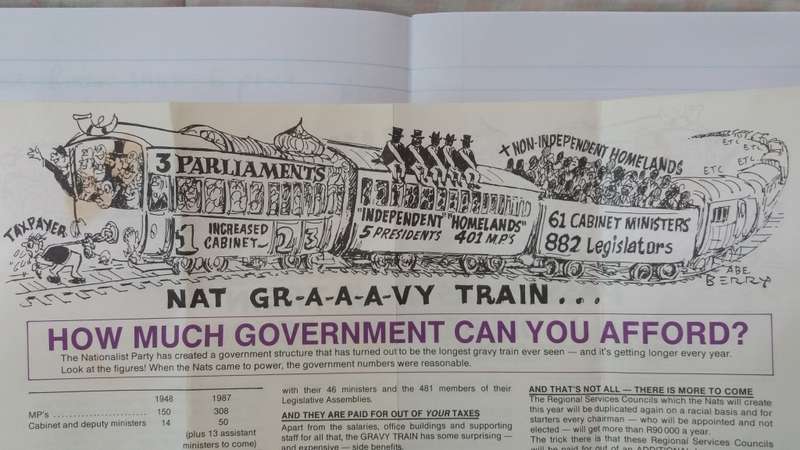 3 PARLIAMENTS
+ NON-INDEPENDENT HOMELANDS
ETC
ETC
ETC
ETC
TAXPAYER
1 INCREASED 2 3
CABINET
"INDEPENDENT" "HOMELANDS"
5 PRESIDENTS 401 MP'S
61 CABINET MINISTERS
882 Legislators
ABE
BERRY
NAT GR-A-A-A-VY TRAIN...
HOW MUCH GOVERNMENT CAN YOU AFFORD?
The Nationalist Party has created a government structure that has turned out to be the longest gravy train ever seen — and it's getting longer every year.
Look at the figures! When the Nats came to power, the government numbers were reasonable.
1948 1987
MP's 150 308
Cabinet and deputy ministers 14 50
(plus 13 assistant
ministers to come)
with their 46 ministers and the 481 members of their
Legislative Assemblies.
AND THEY ARE PAID FOR OUT OF YOUR TAXES
Apart from the salaries, office buildings and supporting
staff for all that, the GRAVY TRAIN has some surprising —
and expensive — side benefits.
AND THAT'S NOT ALL — THERE IS MORE TO COME
The Regional Services Councils which the Nats will create
this year will be duplicated again on a racial basis and for
starters every chairman — who will be appointed and not
elected — will get more than R90 000 a year.
The trick there is that these Regional Services Councils
will be paid for out of an ADDITIONAL